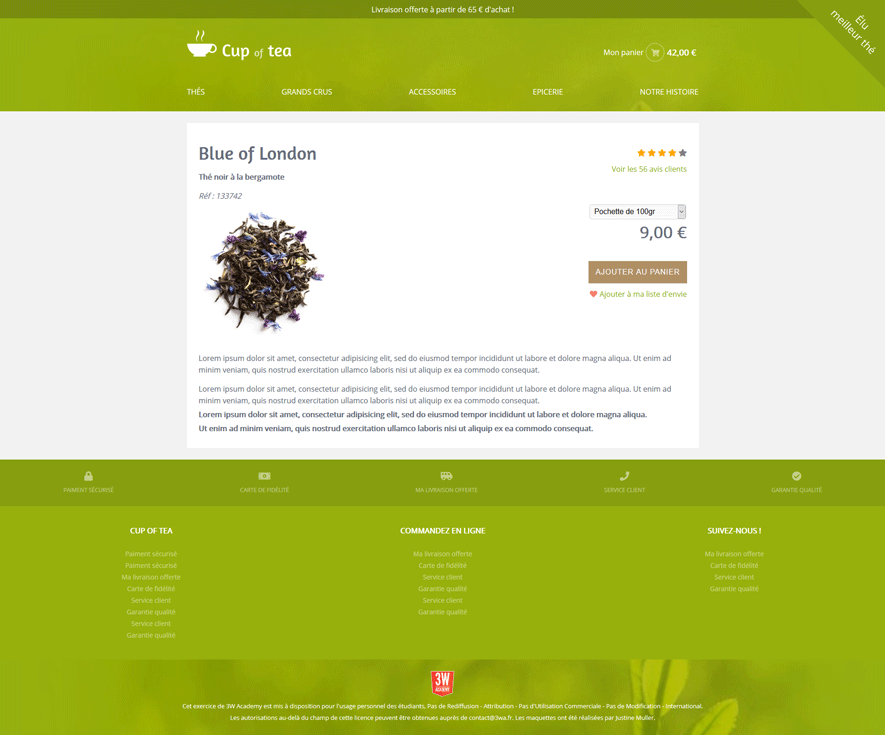 Livraison offerte à partir de 65 € d'achat !
Élu
meilleur thé
Cup of tea
Mon panier 42,00 €
THÉS GRANDS CRUS ACCESSOIRES EPICERIE NOTRE HISTOIRE
Blue of London
Thé noir à la bergamote
Réf : 133742
Voir les 56 avis clients
Pochette de 100gr
9,00 €
AJOUTER AU PANIER
Ajouter à ma liste d'envie
Lorem ipsum dolor sit amet, consectetur adipisicing elit, sed do eiusmod tempor incididunt ut labore et dolore magna aliqua. Ut enim ad
minim veniam, quis nostrud exercitation ullamco laboris nisi ut aliquip ex ea commodo consequat.
Lorem ipsum dolor sit amet, consectetur adipisicing elit, sed do eiusmod tempor incididunt ut labore et dolore magna aliqua. Ut enim ad
minim veniam, quis nostrud exercitation ullamco laboris nisi ut aliquip ex ea commodo consequat.
Lorem ipsum dolor sit amet, consectetur adipisicing elit, sed do eiusmod tempor incididunt ut labore et dolore magna aliqua.
Ut enim ad minim veniam, quis nostrud exercitation ullamco laboris nisi ut aliquip ex ea commodo consequat.
PAIMENT SÉCURISÉ CARTE DE FIDÉLITÉ MA LIVRAISON OFFERTE SERVICE CLIENT GARANTIE QUALITÉ
CUP OF TEA
Paiment sécurisé
Paiment sécurisé
Ma livraison offerte
Carte de fidélité
Service client
Garantie qualité
Service client
Garantie qualité
COMMANDEZ EN LIGNE
Ma livraison offerte
Carte de fidélité
Service client
Garantie qualité
Service client
Garantie qualité
SUIVEZ-NOUS !
Ma livraison offerte
Carte de fidélité
Service client
Garantie qualité
3W
ACADEMY
Cet exercice de 3W Academy est mis à disposition pour l'usage personnel des étudiants, Pas de Rediffusion - Attribution - Pas d'Utilisation Commerciale - Pas de Modification - International.
Les autorisations au-delà du champ de cette licence peuvent être obtenues auprès de contact@3wa.fr. Les maquettes ont été réalisées par Justine Muller.